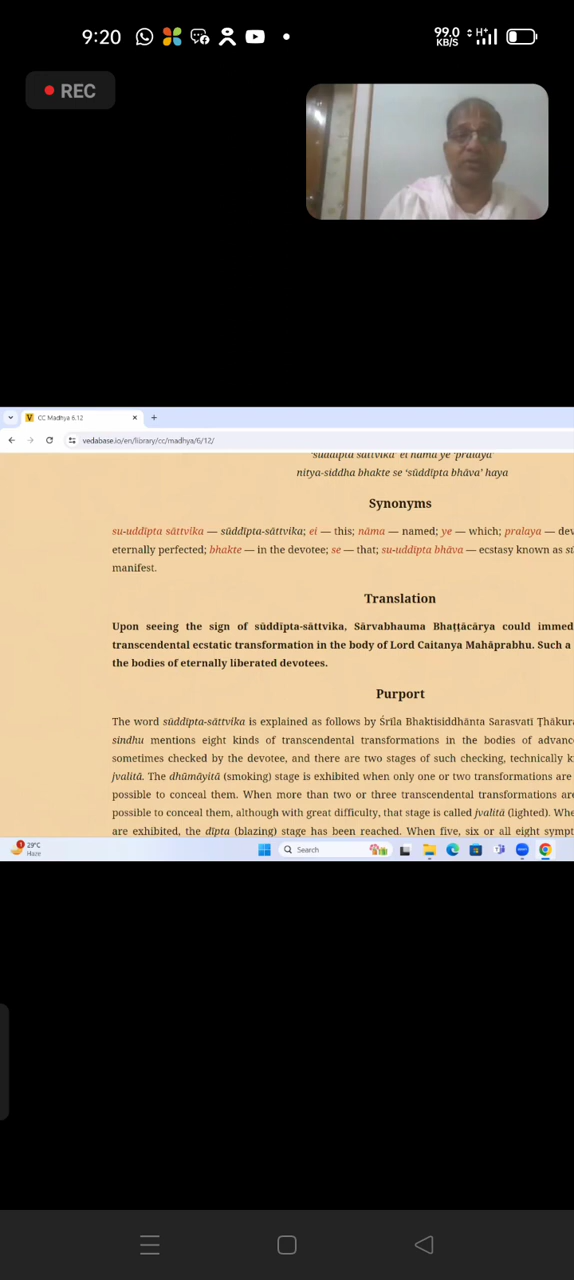 9:20
99.0
KB/S
H+
REC
CC Madhya 6.12
vedabase.io/en/library/cc/madhya/6/12/
'sūddīpta sāttvika' ei nāma ye 'pralaya'
nitya-siddha bhakte se 'sūddīpta bhāva' haya
Synonyms
su-uddīpta sāttvika — sūddīpta-sāttvika; ei — this; nāma — named; ye — which; pralaya — dev
eternally perfected; bhakte — in the devotee; se — that; su-uddīpta bhāva — ecstasy known as
manifest.
Translation
Upon seeing the sign of sūddīpta-sāttvika, Sārvabhauma Bhaṭṭācārya could immed
transcendental ecstatic transformation in the body of Lord Caitanya Mahāprabhu. Such a
the bodies of eternally liberated devotees.
Purport
The word sūddīpta-sāttvika is explained as follows by Śrīla Bhaktisiddhānta Sarasvatī Ṭhākura
sindhu mentions eight kinds of transcendental transformations in the bodies of advanc
sometimes checked by the devotee, and there are two stages of such checking, technically k
jvalitā. The dhūmāyitā (smoking) stage is exhibited when only one or two transformations are
possible to conceal them. When more than two or three transcendental transformations are
possible to conceal them, although with great difficulty, that stage is called jvalitā (lighted). Whe
are exhibited, the dīpta (blazing) stage has been reached. When five, six or all eight sympt
1
29°C
Haze
Search